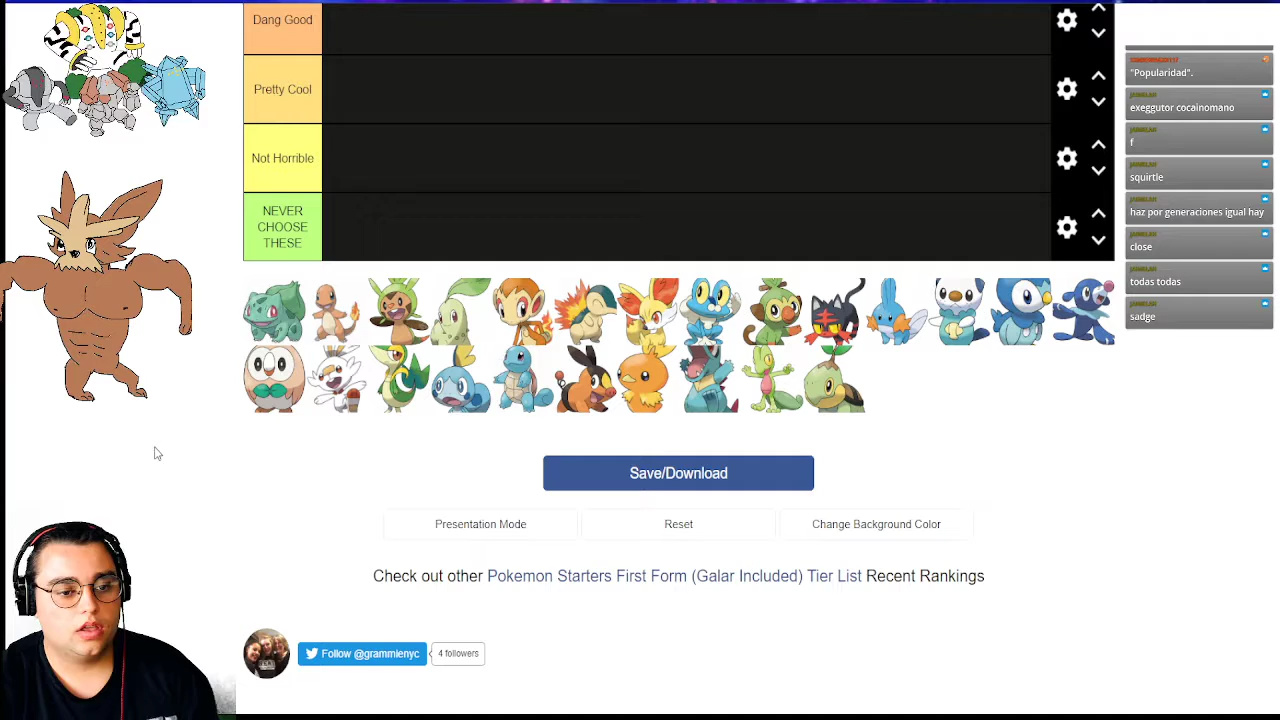 Dang Good
Pretty Cool
Not Horrible
NEVER
CHOOSE
THESE
Save/Download
Presentation Mode
Reset
Change Background Color
Check out other Pokemon Starters First Form (Galar Included) Tier List Recent Rankings
Follow @grammienyc
4 followers
"Popularidad".
exeggutor cocainomano
f
squirtle
haz por generaciones igual hay
close
todas todas
sadge